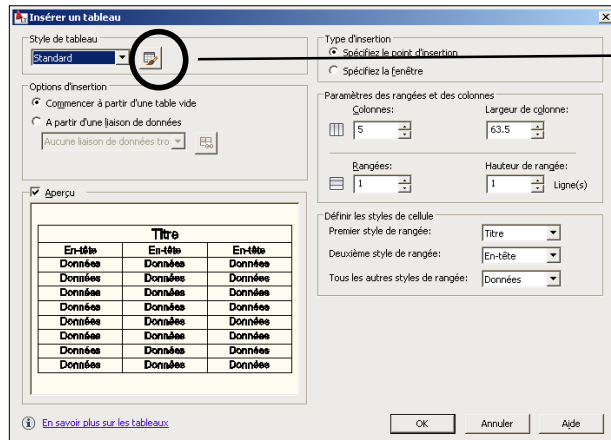 Insérer un tableau
Style de tableau
Standard
Options d'insertion
Commencer à partir d'une table vide
A partir d'une liaison de données
Aucune liaison de données tro
Aperçu
Titre
En-tête En-tête En-tête
Données Données Données
Données Données Données
Données Données Données
Données Données Données
Données Données Données
Données Données Données
Données Données Données
Données Données Données
Type d'insertion
Spécifiez le point d'insertion
Spécifiez la fenêtre
Paramètres des rangées et des colonnes
Colonnes: Largeur de colonne:
5 63.5
Rangées: Hauteur de rangée:
1 1 Ligne(s)
Définir les styles de cellule
Premier style de rangée: Titre
Deuxième style de rangée: En-tête
Tous les autres styles de rangée: Données
En savoir plus sur les tableaux
OK Annuler Aide